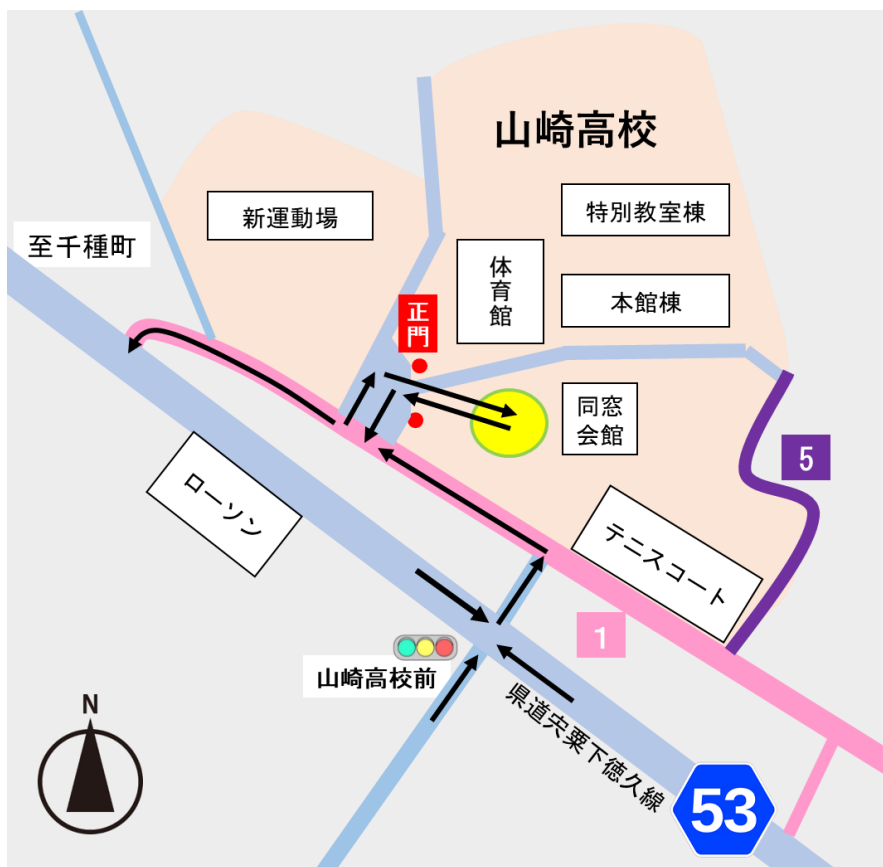 山崎高校
特別教室棟
新運動場
至千種町
体
育
館
本館棟
正
門
同窓
会館
5
ローソン
テニスコート
1
山崎高校前
県道宍粟下徳久線
N
53